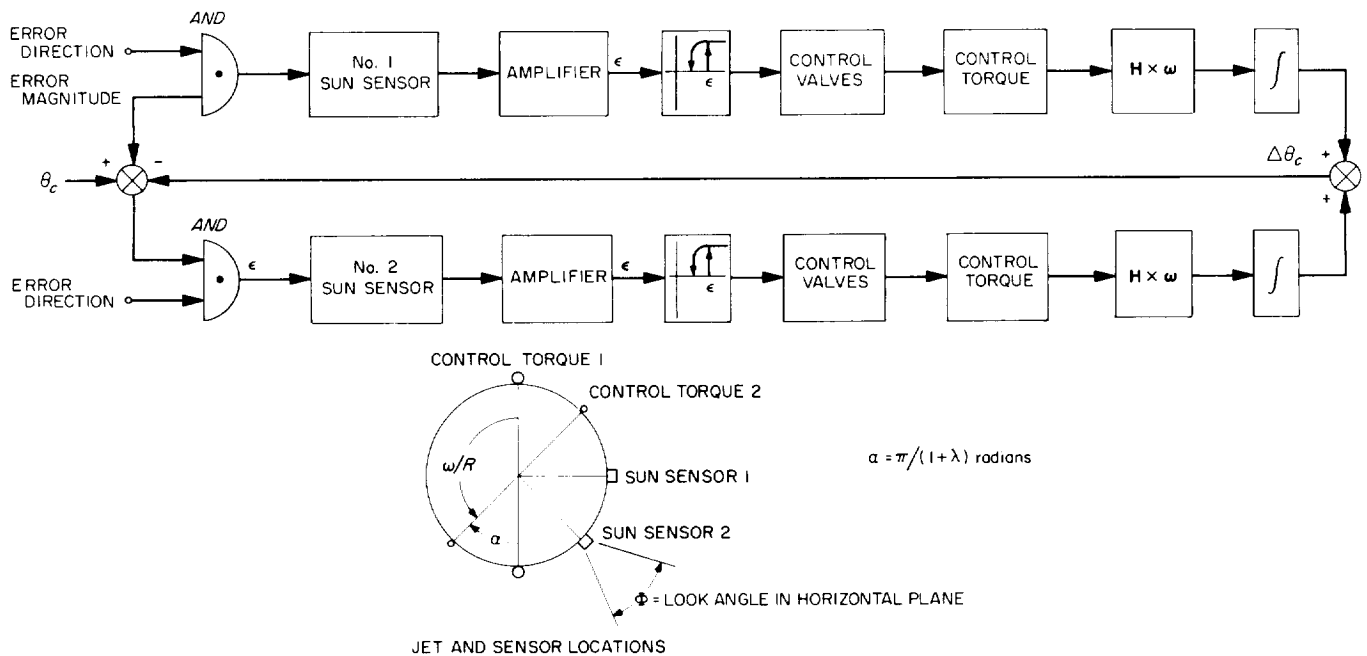 AND
ERROR DIRECTION
ERROR MAGNITUDE
No. 1 SUN SENSOR
AMPLIFIER
ϵ
ϵ
CONTROL VALVES
CONTROL TORQUE
H × ω
∫
θc
+
-
Δθc
+
+
AND
ERROR DIRECTION
ϵ
No. 2 SUN SENSOR
AMPLIFIER
ϵ
ϵ
CONTROL VALVES
CONTROL TORQUE
H × ω
∫
CONTROL TORQUE 1
CONTROL TORQUE 2
ω/R
α
SUN SENSOR 1
SUN SENSOR 2
α = π/(1+λ) radians
Φ = LOOK ANGLE IN HORIZONTAL PLANE
JET AND SENSOR LOCATIONS